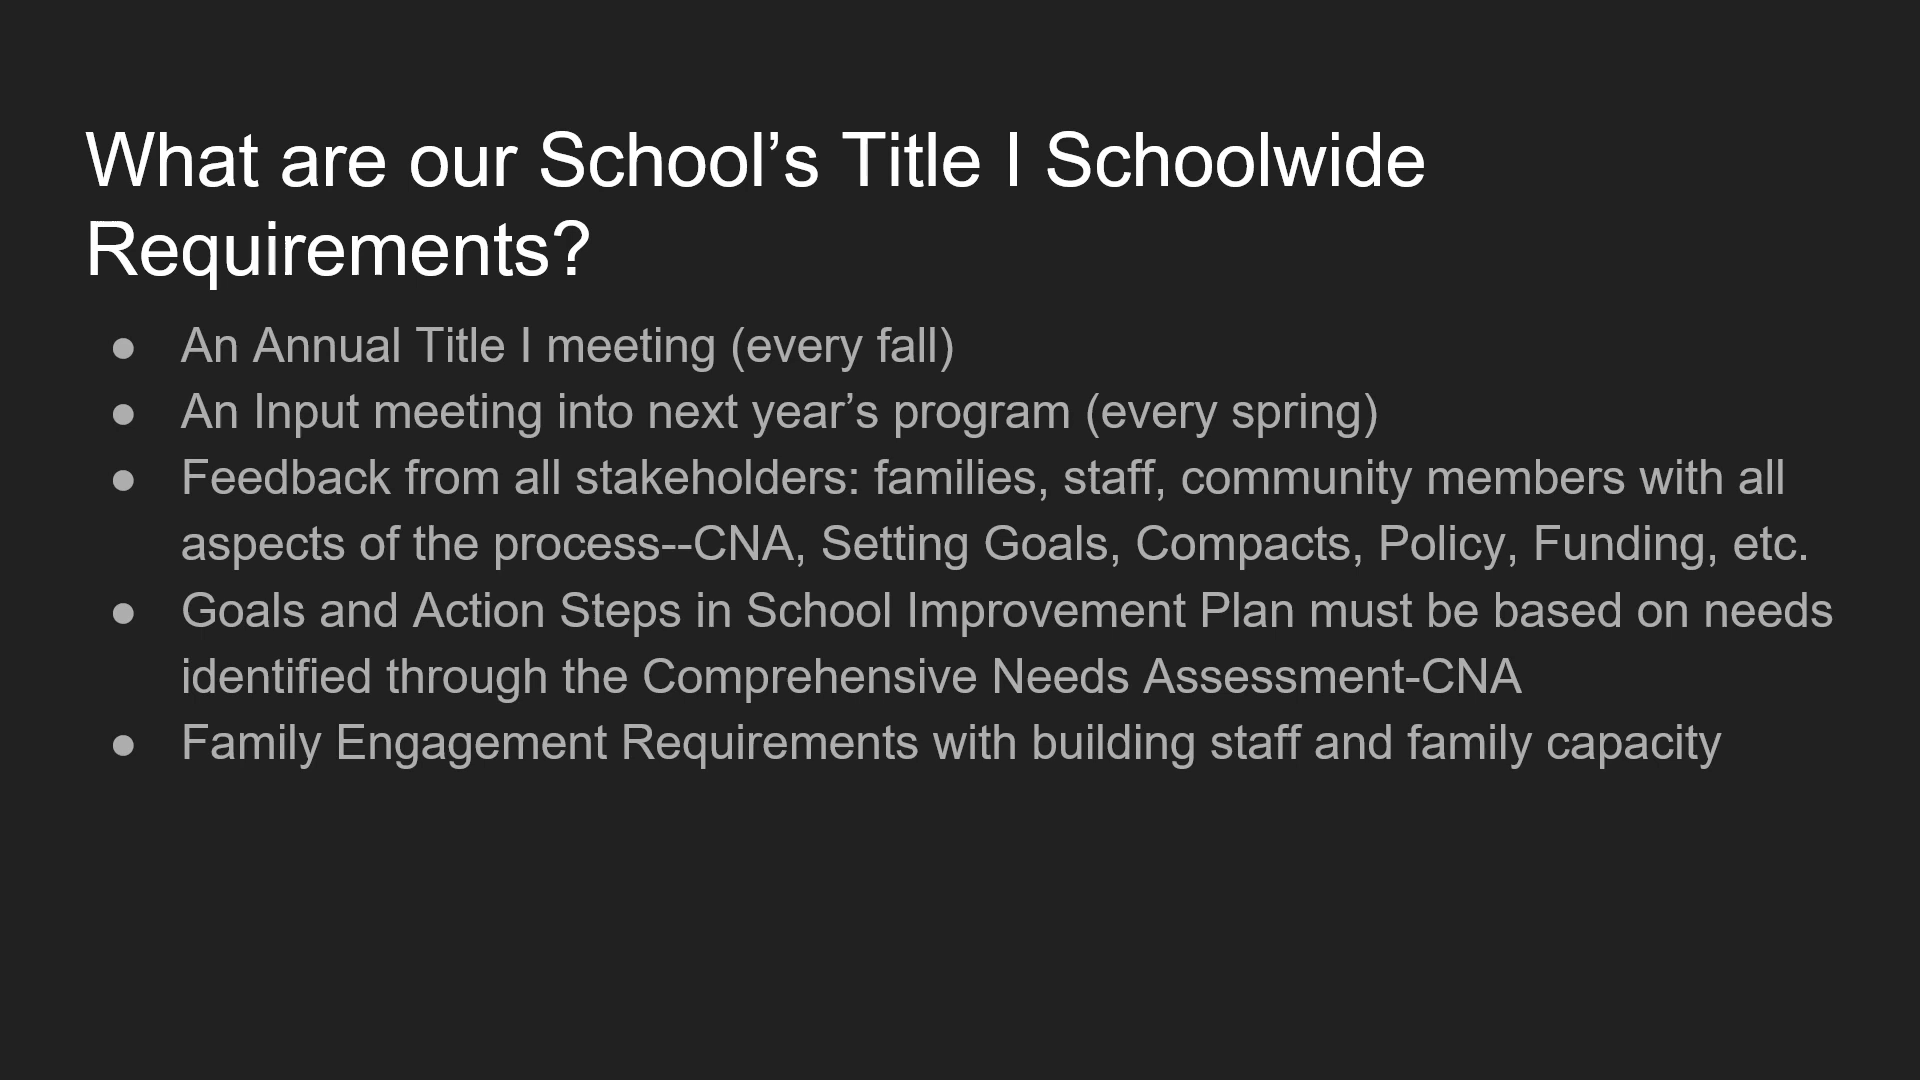 What are our School’s Title I Schoolwide
Requirements?
● An Annual Title I meeting (every fall)
● An Input meeting into next year’s program (every spring)
● Feedback from all stakeholders: families, staff, community members with all
aspects of the process--CNA, Setting Goals, Compacts, Policy, Funding, etc.
● Goals and Action Steps in School Improvement Plan must be based on needs
identified through the Comprehensive Needs Assessment-CNA
● Family Engagement Requirements with building staff and family capacity